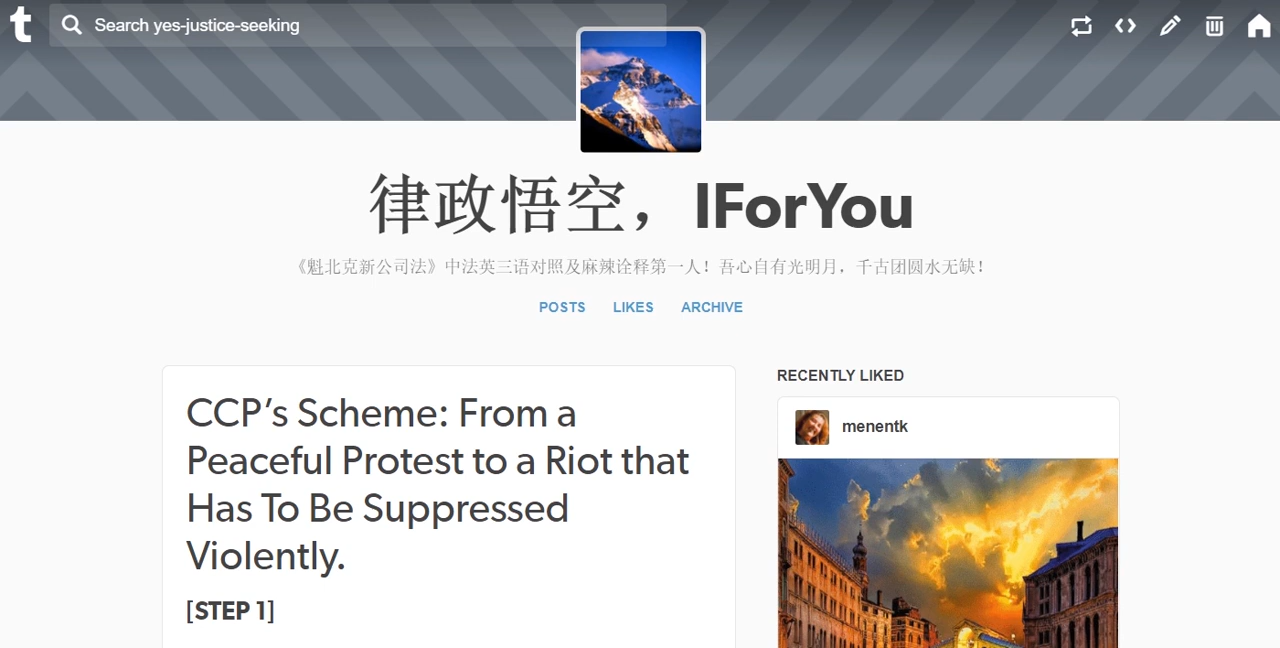 t
Search yes-justice-seeking
律政悟空，IForYou
《魁北克新公司法》中法英三语对照及麻辣诠释第一人！吾心自有光明月，千古团圆水无缺！
POSTS LIKES ARCHIVE
CCP’s Scheme: From a
Peaceful Protest to a Riot that
Has To Be Suppressed
Violently.
[STEP 1]
RECENTLY LIKED
menentk